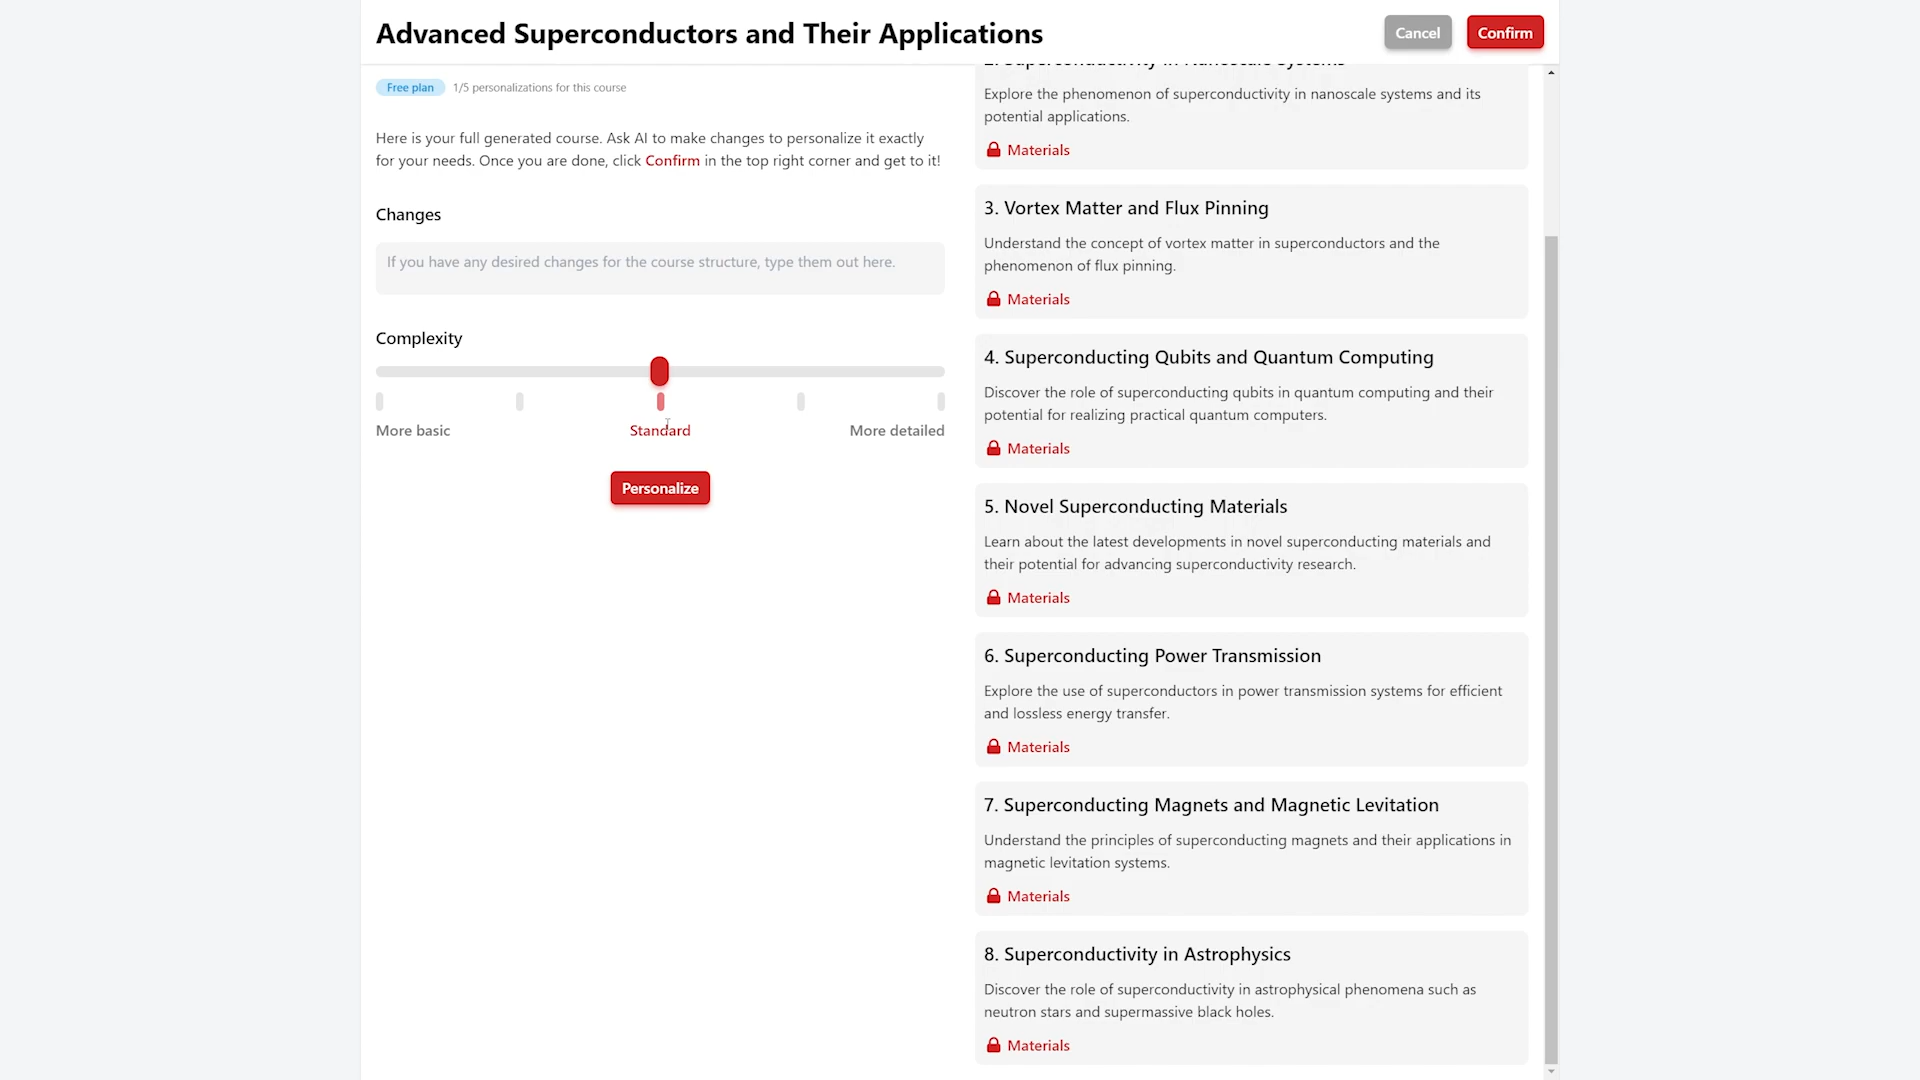 Advanced Superconductors and Their Applications
Cancel
Confirm
Free plan
1/5 personalizations for this course
Here is your full generated course. Ask AI to make changes to personalize it exactly
for your needs. Once you are done, click Confirm in the top right corner and get to it!
Changes
If you have any desired changes for the course structure, type them out here.
Complexity
More basic
Standard
More detailed
Personalize
2. Superconductivity in Nanoscale Systems
Explore the phenomenon of superconductivity in nanoscale systems and its
potential applications.
Materials
3. Vortex Matter and Flux Pinning
Understand the concept of vortex matter in superconductors and the
phenomenon of flux pinning.
Materials
4. Superconducting Qubits and Quantum Computing
Discover the role of superconducting qubits in quantum computing and their
potential for realizing practical quantum computers.
Materials
5. Novel Superconducting Materials
Learn about the latest developments in novel superconducting materials and
their potential for advancing superconductivity research.
Materials
6. Superconducting Power Transmission
Explore the use of superconductors in power transmission systems for efficient
and lossless energy transfer.
Materials
7. Superconducting Magnets and Magnetic Levitation
Understand the principles of superconducting magnets and their applications in
magnetic levitation systems.
Materials
8. Superconductivity in Astrophysics
Discover the role of superconductivity in astrophysical phenomena such as
neutron stars and supermassive black holes.
Materials